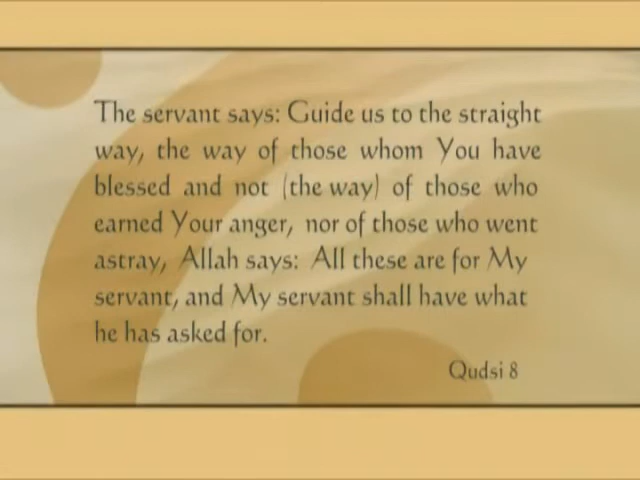 The servant says: Guide us to the straight
way, the way of those whom You have
blessed and not (the way) of those who
earned Your anger, nor of those who went
astray, Allah says: All these are for My
servant, and My servant shall have what
he has asked for.
Qudsi 8